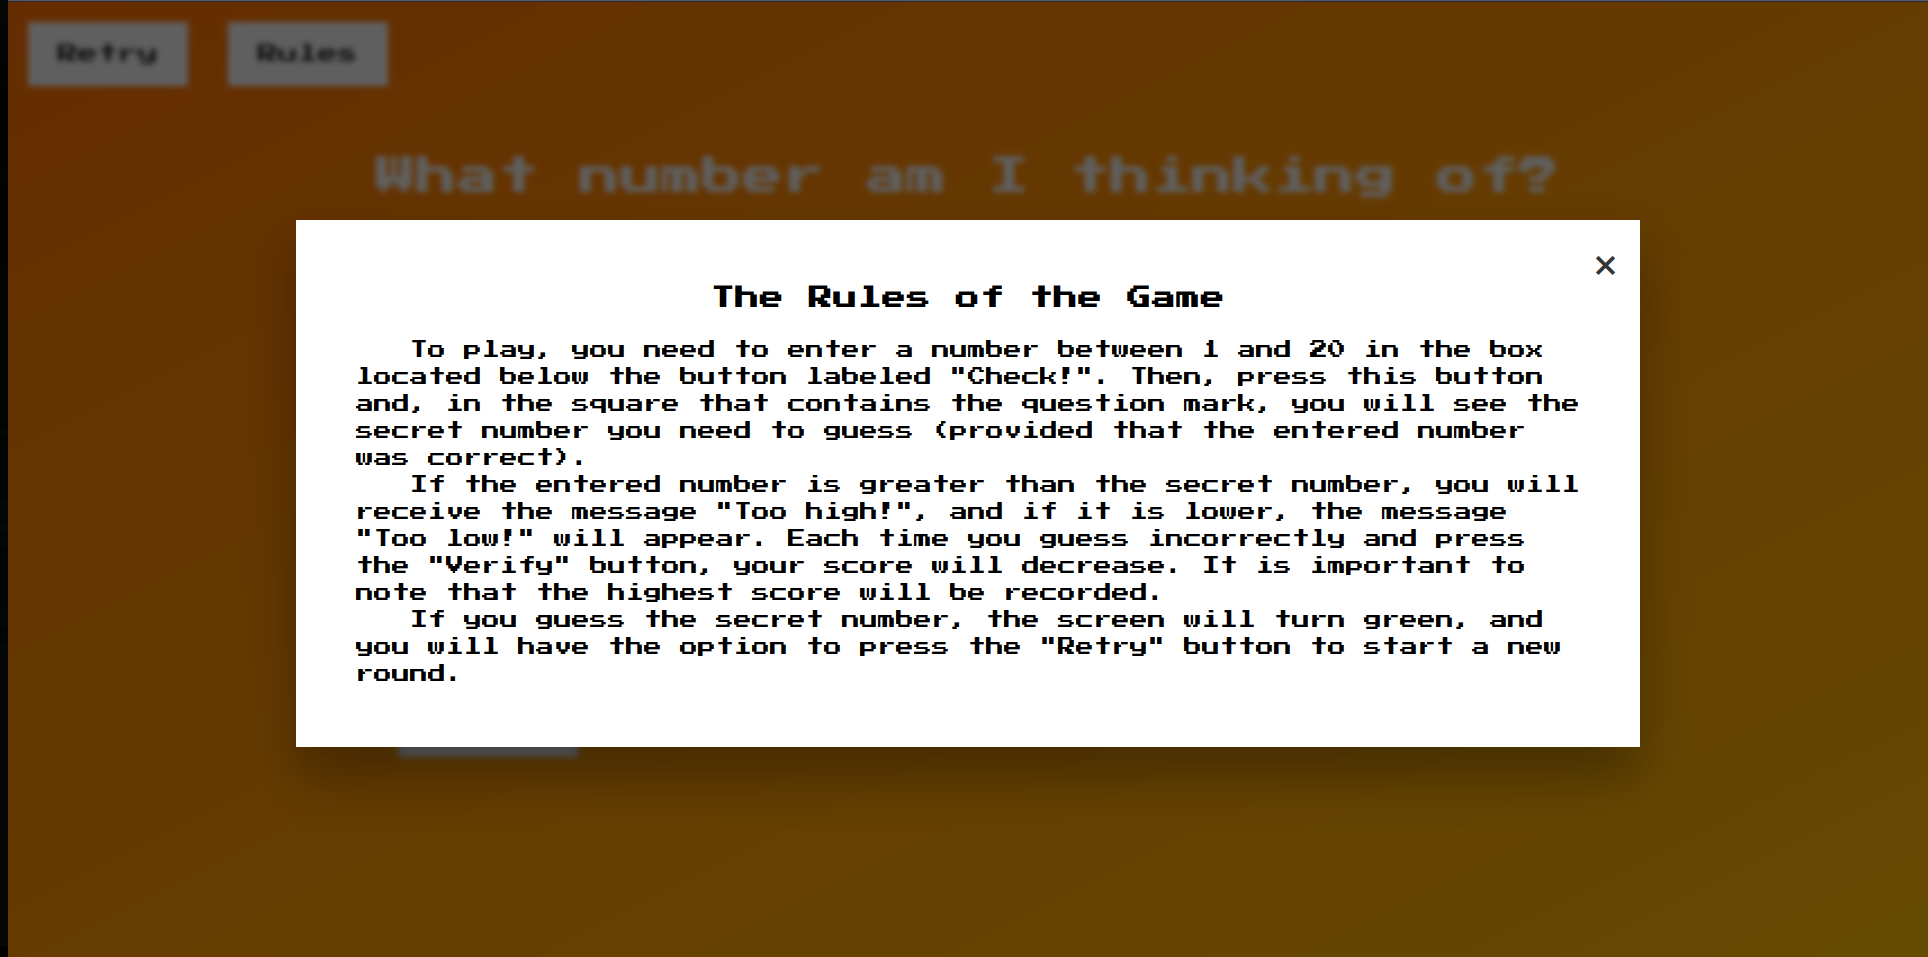 Retry Rules
What number am I thinking of?
×
The Rules of the Game
To play, you need to enter a number between 1 and 20 in the box
located below the button labeled "Check!". Then, press this button
and, in the square that contains the question mark, you will see the
secret number you need to guess (provided that the entered number
was correct).
If the entered number is greater than the secret number, you will
receive the message "Too high!", and if it is lower, the message
"Too low!" will appear. Each time you guess incorrectly and press
the "Verify" button, your score will decrease. It is important to
note that the highest score will be recorded.
If you guess the secret number, the screen will turn green, and
you will have the option to press the "Retry" button to start a new
round.